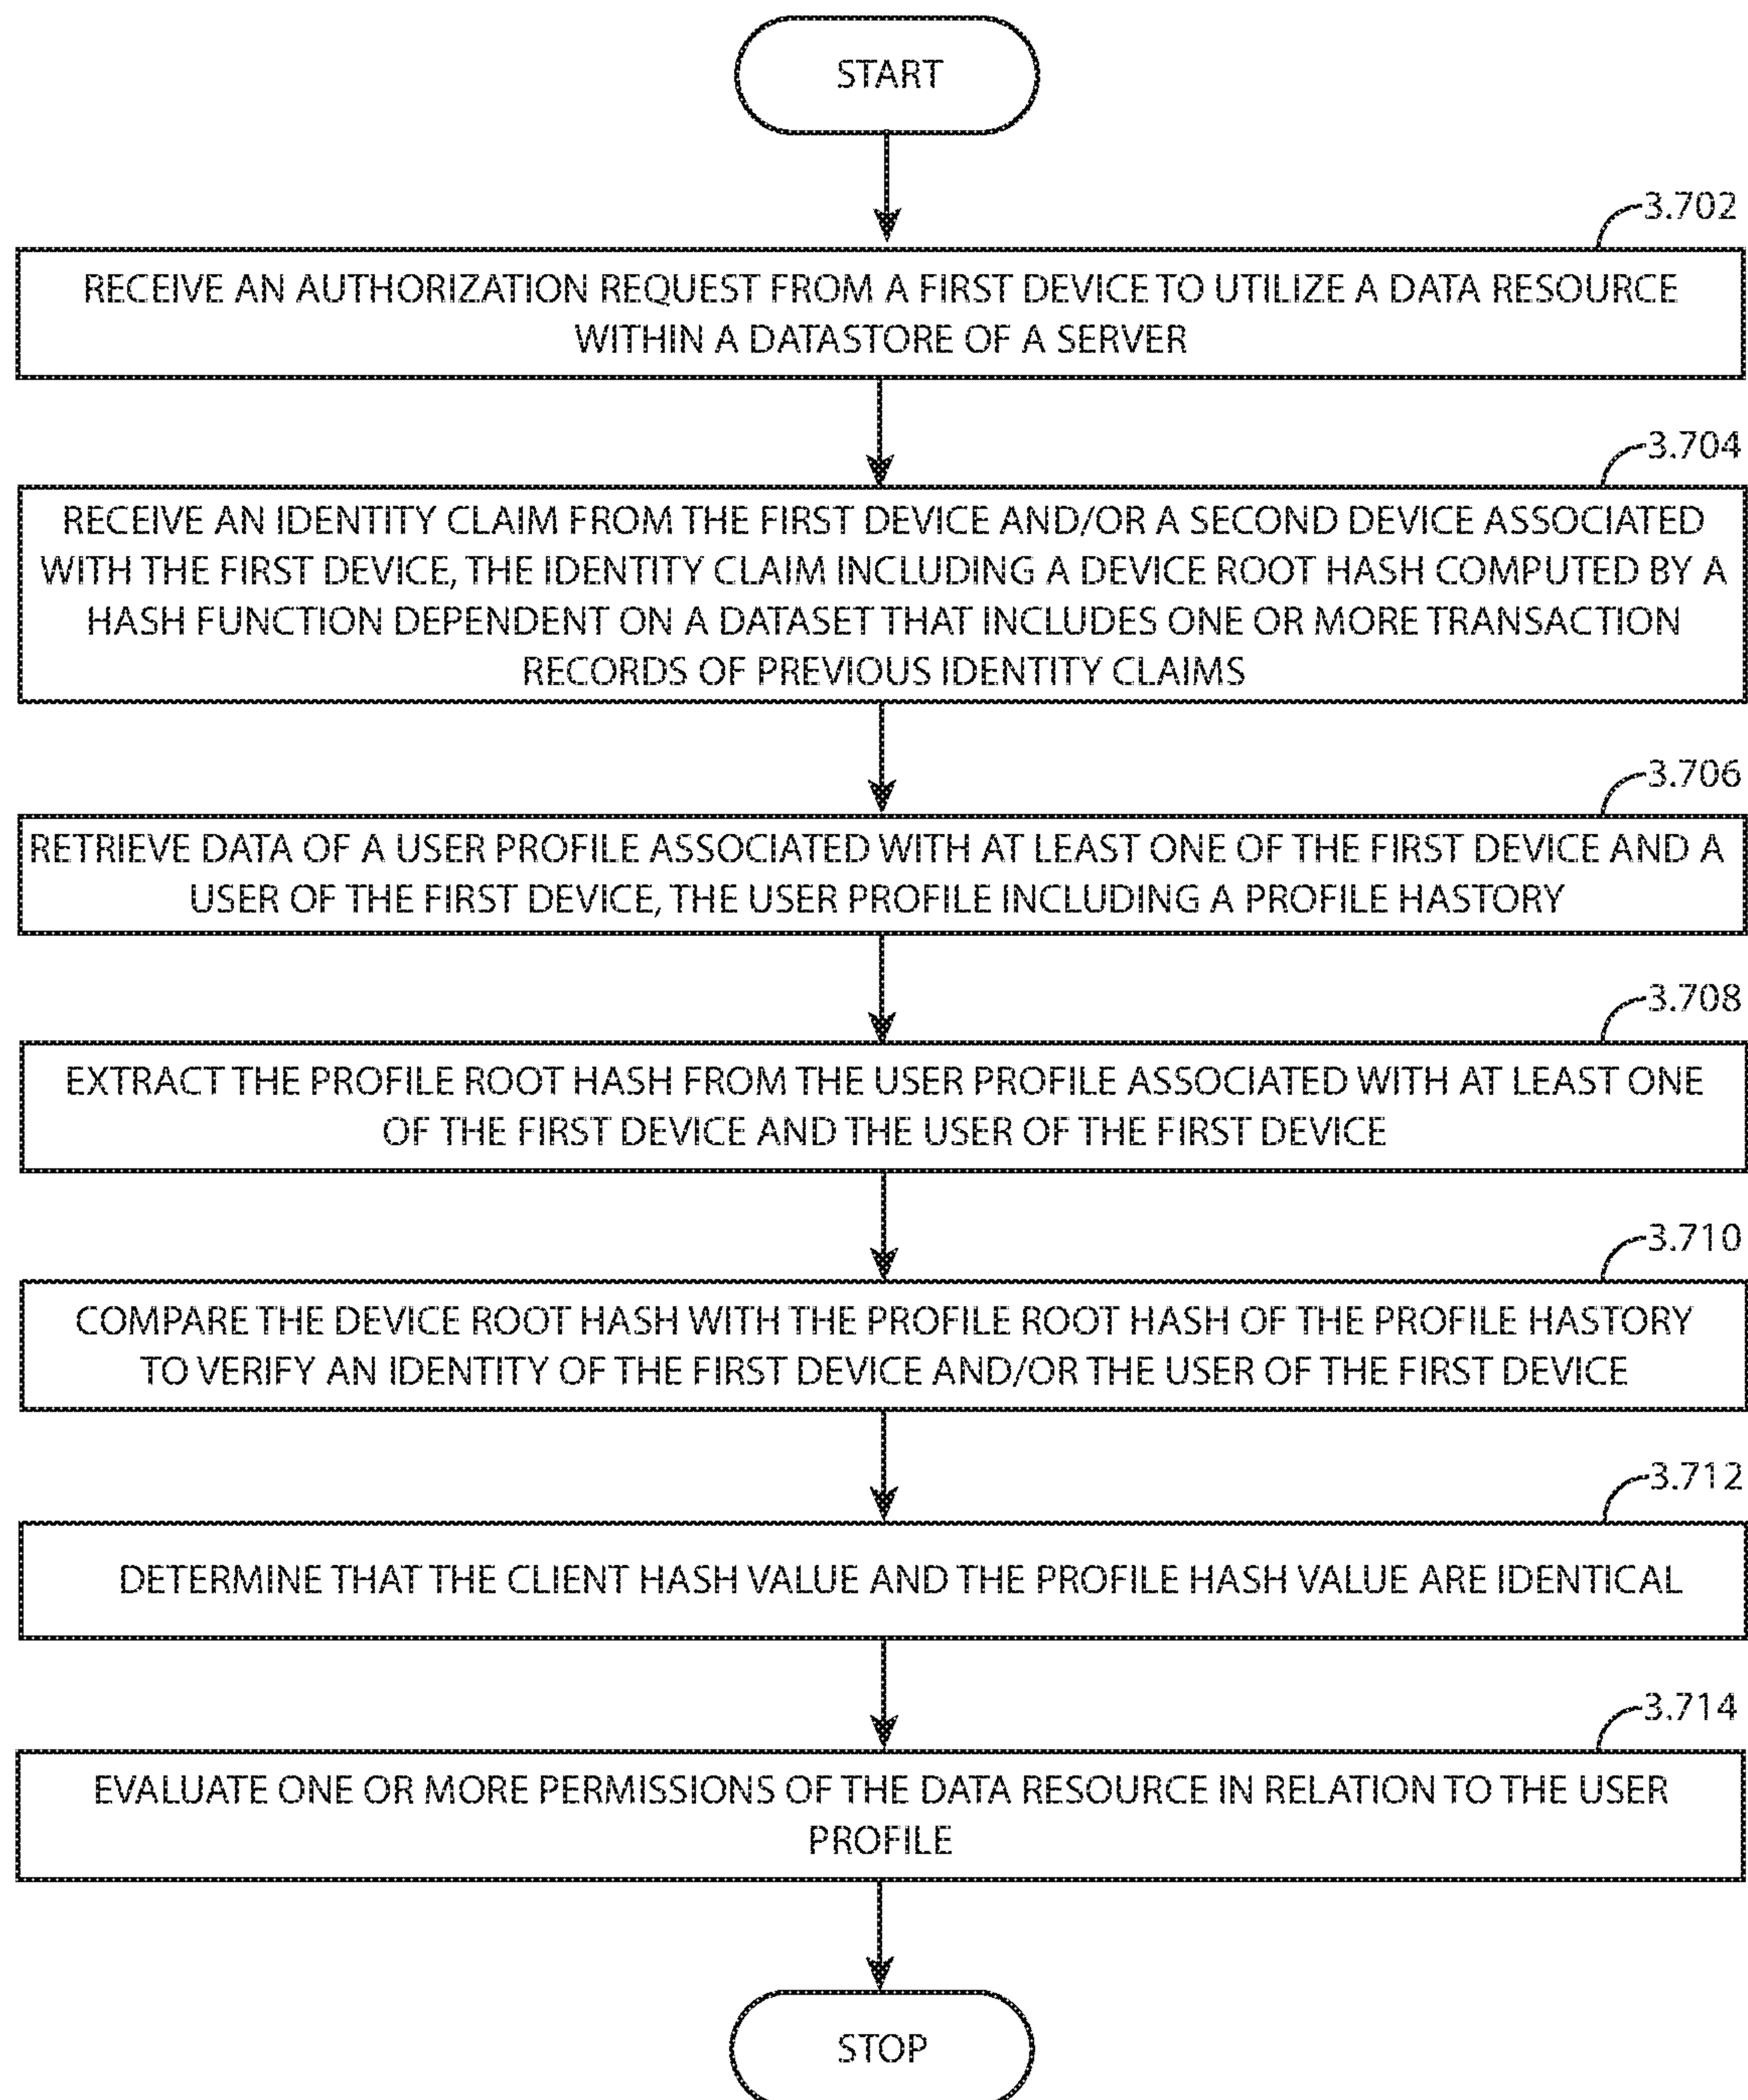 START
3.702
RECEIVE AN AUTHORIZATION REQUEST FROM A FIRST DEVICE TO UTILIZE A DATA RESOURCE
WITHIN A DATASTORE OF A SERVER
3.704
RECEIVE AN IDENTITY CLAIM FROM THE FIRST DEVICE AND/OR A SECOND DEVICE ASSOCIATED
WITH THE FIRST DEVICE, THE IDENTITY CLAIM INCLUDING A DEVICE ROOT HASH COMPUTED BY A
HASH FUNCTION DEPENDENT ON A DATASET THAT INCLUDES ONE OR MORE TRANSACTION
RECORDS OF PREVIOUS IDENTITY CLAIMS
3.706
RETRIEVE DATA OF A USER PROFILE ASSOCIATED WITH AT LEAST ONE OF THE FIRST DEVICE AND A
USER OF THE FIRST DEVICE, THE USER PROFILE INCLUDING A PROFILE HASTORY
3.708
EXTRACT THE PROFILE ROOT HASH FROM THE USER PROFILE ASSOCIATED WITH AT LEAST ONE
OF THE FIRST DEVICE AND THE USER OF THE FIRST DEVICE
3.710
COMPARE THE DEVICE ROOT HASH WITH THE PROFILE ROOT HASH OF THE PROFILE HASTORY
TO VERIFY AN IDENTITY OF THE FIRST DEVICE AND/OR THE USER OF THE FIRST DEVICE
3.712
DETERMINE THAT THE CLIENT HASH VALUE AND THE PROFILE HASH VALUE ARE IDENTICAL
3.714
EVALUATE ONE OR MORE PERMISSIONS OF THE DATA RESOURCE IN RELATION TO THE USER
PROFILE
STOP